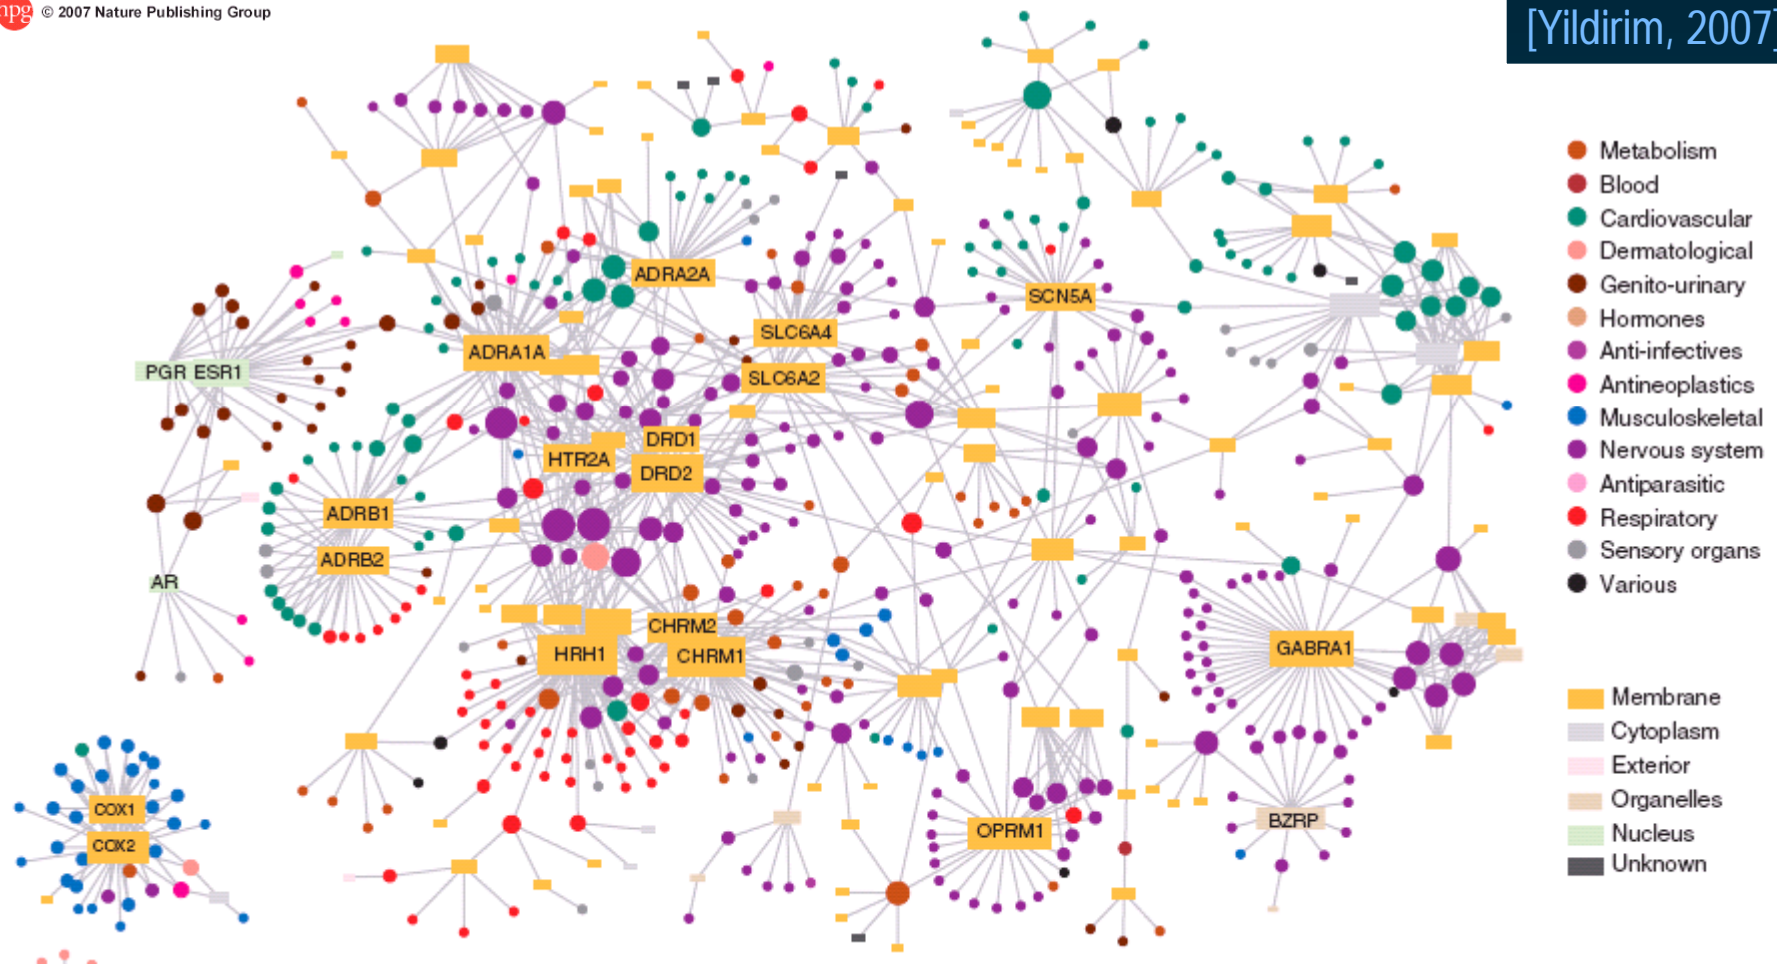 npg © 2007 Nature Publishing Group
[Yildirim, 2007]
ADRA2A
SCN5A
SLC6A4
ADRA1A
PGR ESR1
SLC6A2
DRD1
HTR2A
DRD2
ADRB1
ADRB2
AR
CHRM2
HRH1
CHRM1
GABRA1
COX1
COX2
OPRM1
BZRP
Metabolism
Blood
Cardiovascular
Dermatological
Genito-urinary
Hormones
Anti-infectives
Antineoplastics
Musculoskeletal
Nervous system
Antiparasitic
Respiratory
Sensory organs
Various
Membrane
Cytoplasm
Exterior
Organelles
Nucleus
Unknown